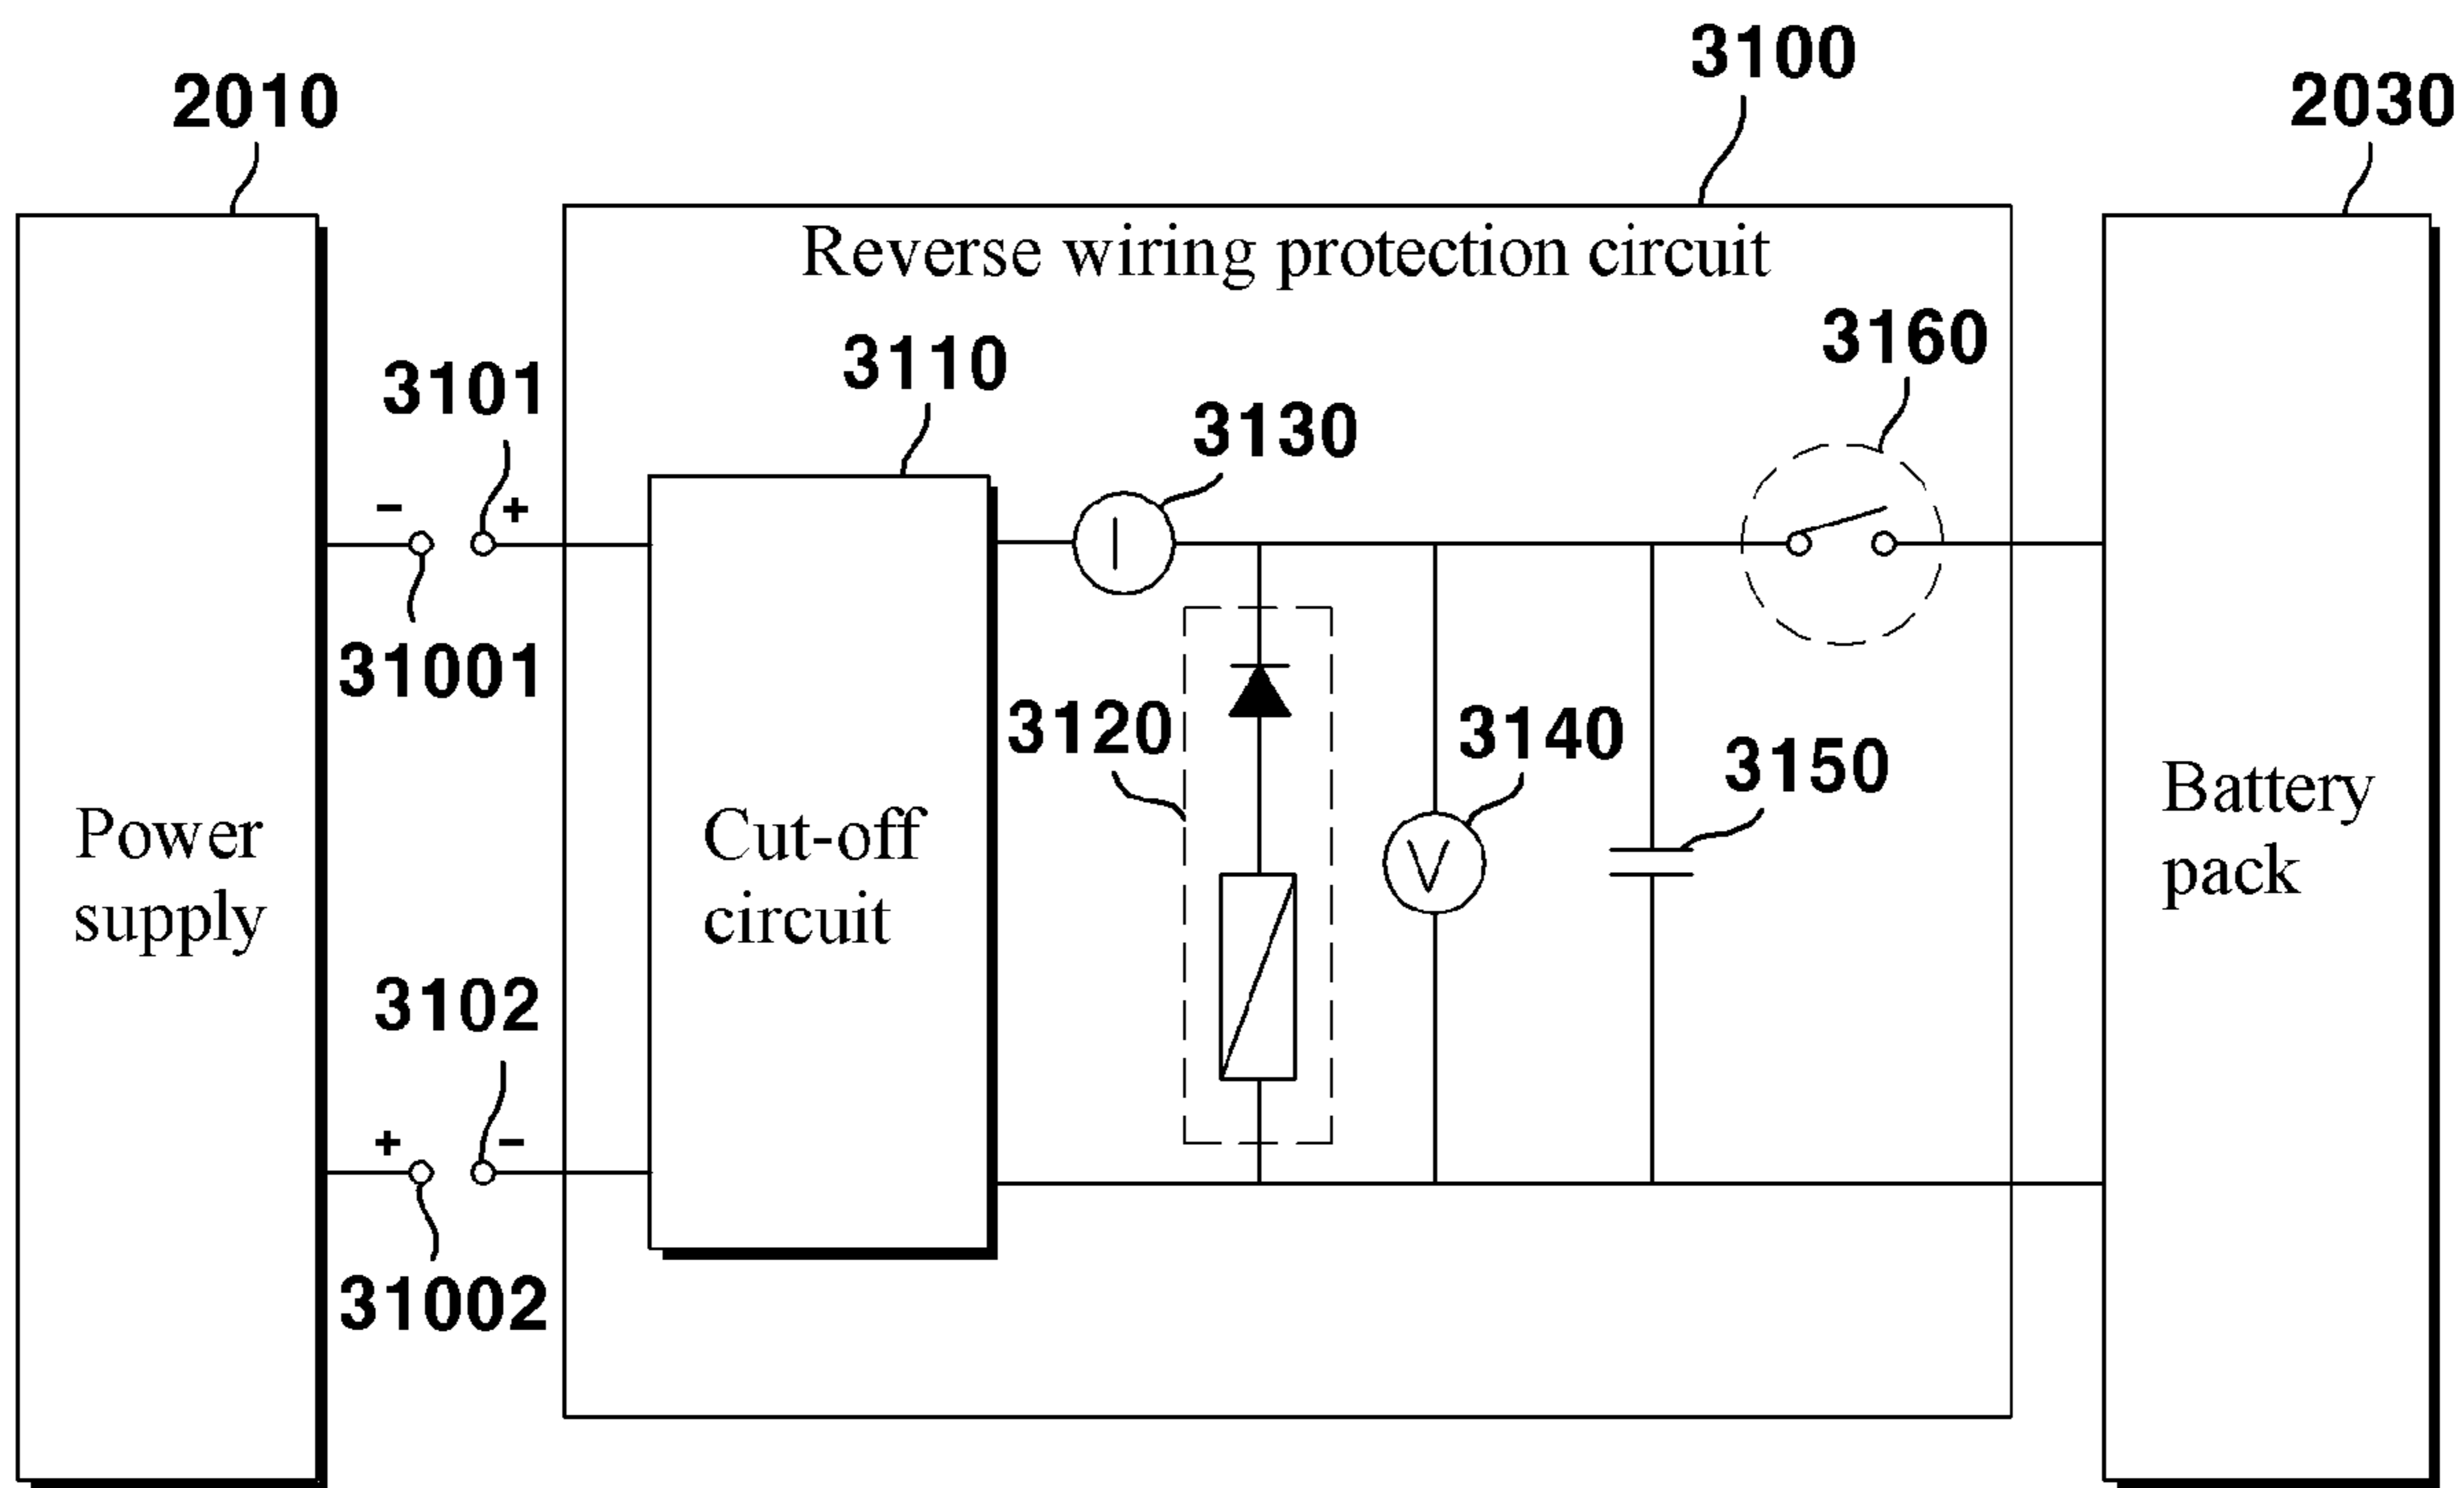 3100
2010
2030
Reverse wiring protection circuit
3160
3110
3101
3130
- +
I
31001
3120
3140
3150
Battery
pack
Power
supply
Cut-off
circuit
V
3102
+ -
31002